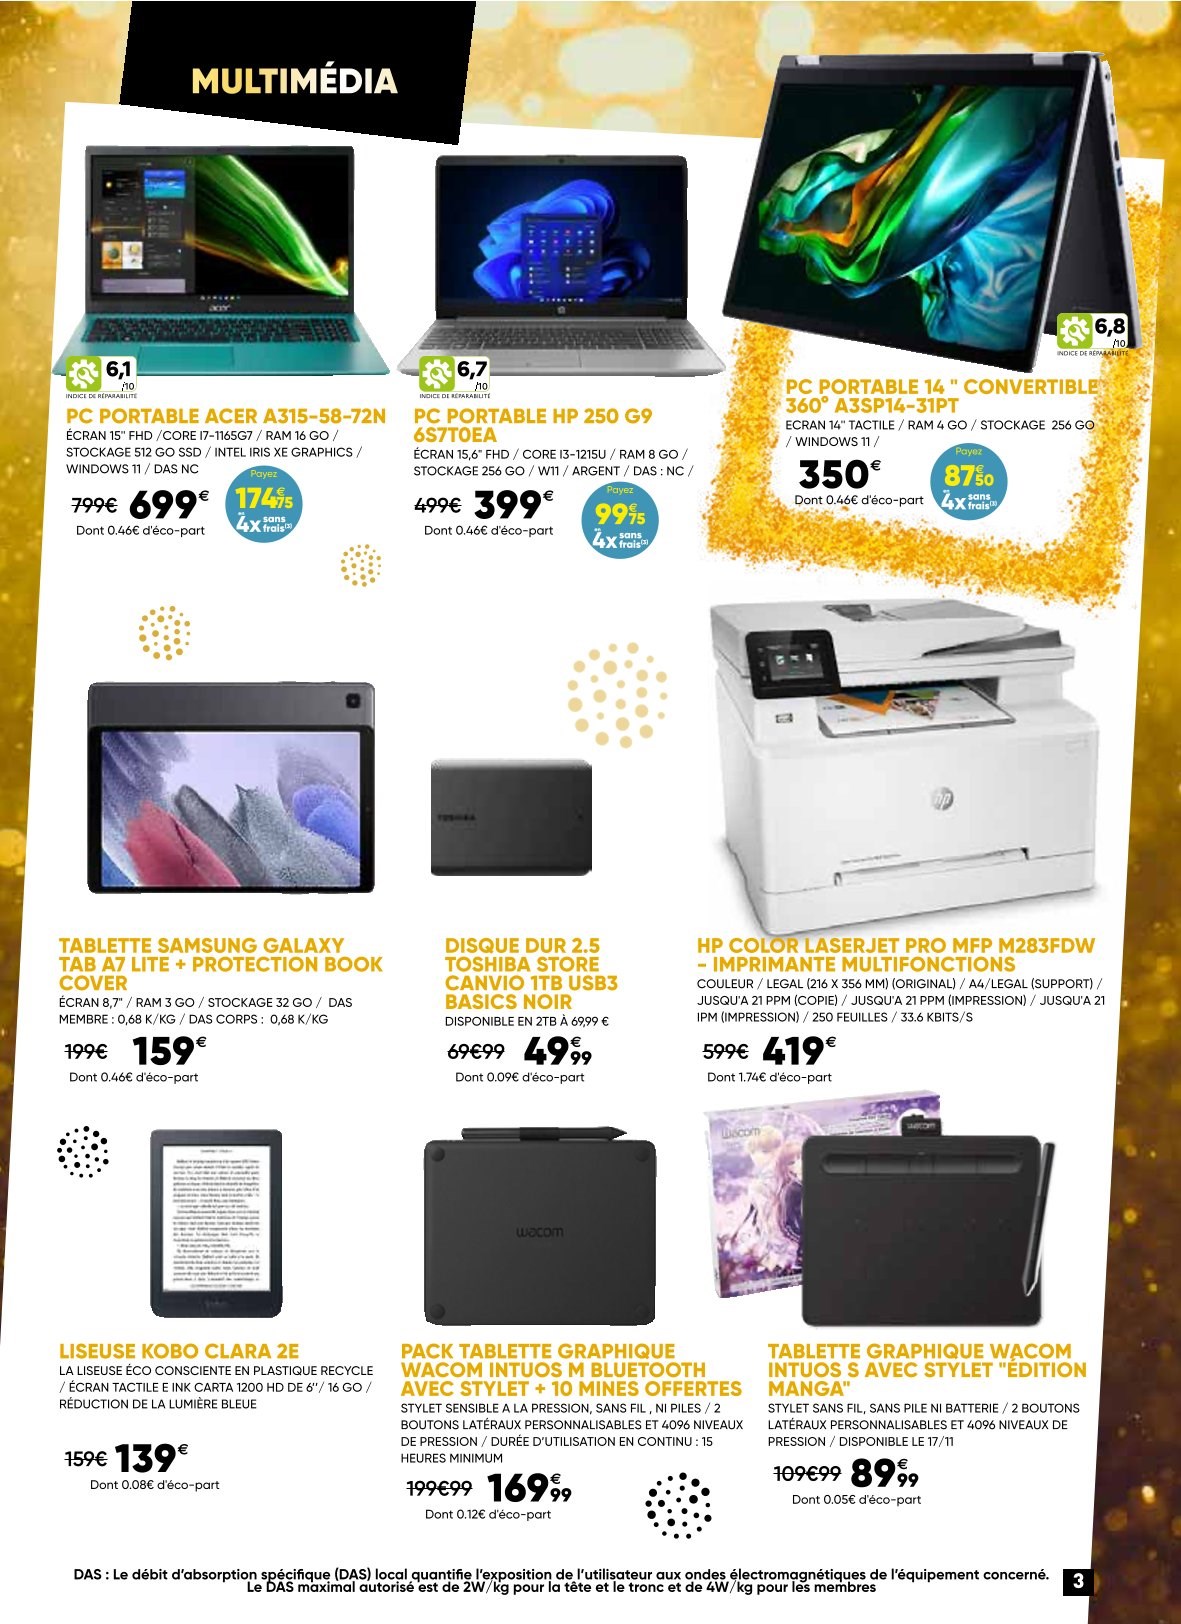 MULTIMÉDIA
acer
6,1
/10
INDICE DE RÉPARABILITÉ
PC PORTABLE ACER A315-58-72N
ÉCRAN 15" FHD /CORE I7-1165G7 / RAM 16 GO /
STOCKAGE 512 GO SSD / INTEL IRIS XE GRAPHICS /
WINDOWS 11 / DAS NC
799€ 699€
Dont 0.46€ d'éco-part
Payez
174€75
en
4x sans frais(3)
6,7
/10
INDICE DE RÉPARABILITÉ
PC PORTABLE HP 250 G9
6S7T0EA
ÉCRAN 15,6" FHD / CORE I3-1215U / RAM 8 GO /
STOCKAGE 256 GO / W11 / ARGENT / DAS : NC /
499€ 399€
Dont 0.46€ d'éco-part
Payez
99€75
en
4x sans frais(3)
6,8
/10
INDICE DE RÉPARABILITÉ
PC PORTABLE 14 " CONVERTIBLE
360° A3SP14-31PT
ECRAN 14" TACTILE / RAM 4 GO / STOCKAGE 256 GO
/ WINDOWS 11 /
350€
Dont 0.46€ d'éco-part
Payez
87€50
en
4x sans frais(3)
TABLETTE SAMSUNG GALAXY
TAB A7 LITE + PROTECTION BOOK
COVER
ÉCRAN 8,7" / RAM 3 GO / STOCKAGE 32 GO / DAS
MEMBRE : 0,68 K/KG / DAS CORPS : 0,68 K/KG
199€ 159€
Dont 0.46€ d'éco-part
TOSHIBA
DISQUE DUR 2.5
TOSHIBA STORE
CANVIO 1TB USB3
BASICS NOIR
DISPONIBLE EN 2TB À 69,99 €
69€99 49€99
Dont 0.09€ d'éco-part
hp
HP COLOR LASERJET PRO MFP M283FDW
- IMPRIMANTE MULTIFONCTIONS
COULEUR / LEGAL (216 X 356 MM) (ORIGINAL) / A4/LEGAL (SUPPORT) /
JUSQU'A 21 PPM (COPIE) / JUSQU'A 21 PPM (IMPRESSION) / JUSQU'A 21
IPM (IMPRESSION) / 250 FEUILLES / 33.6 KBITS/S
599€ 419€
Dont 1.74€ d'éco-part
LISEUSE KOBO CLARA 2E
LA LISEUSE ÉCO CONSCIENTE EN PLASTIQUE RECYCLE
/ ÉCRAN TACTILE E INK CARTA 1200 HD DE 6''/ 16 GO /
RÉDUCTION DE LA LUMIÈRE BLEUE
159€ 139€
Dont 0.08€ d'éco-part
wacom
PACK TABLETTE GRAPHIQUE
WACOM INTUOS M BLUETOOTH
AVEC STYLET + 10 MINES OFFERTES
STYLET SENSIBLE A LA PRESSION, SANS FIL , NI PILES / 2
BOUTONS LATÉRAUX PERSONNALISABLES ET 4096 NIVEAUX
DE PRESSION / DURÉE D'UTILISATION EN CONTINU : 15
HEURES MINIMUM
199€99 169€99
Dont 0.12€ d'éco-part
wacom
wacom
TABLETTE GRAPHIQUE WACOM
INTUOS S AVEC STYLET "ÉDITION
MANGA"
STYLET SANS FIL, SANS PILE NI BATTERIE / 2 BOUTONS
LATÉRAUX PERSONNALISABLES ET 4096 NIVEAUX DE
PRESSION / DISPONIBLE LE 17/11
109€99 89€99
Dont 0.05€ d'éco-part
DAS : Le débit d'absorption spécifique (DAS) local quantifie l'exposition de l'utilisateur aux ondes électromagnétiques de l'équipement concerné.
Le DAS maximal autorisé est de 2W/kg pour la tête et le tronc et de 4W/kg pour les membres
3